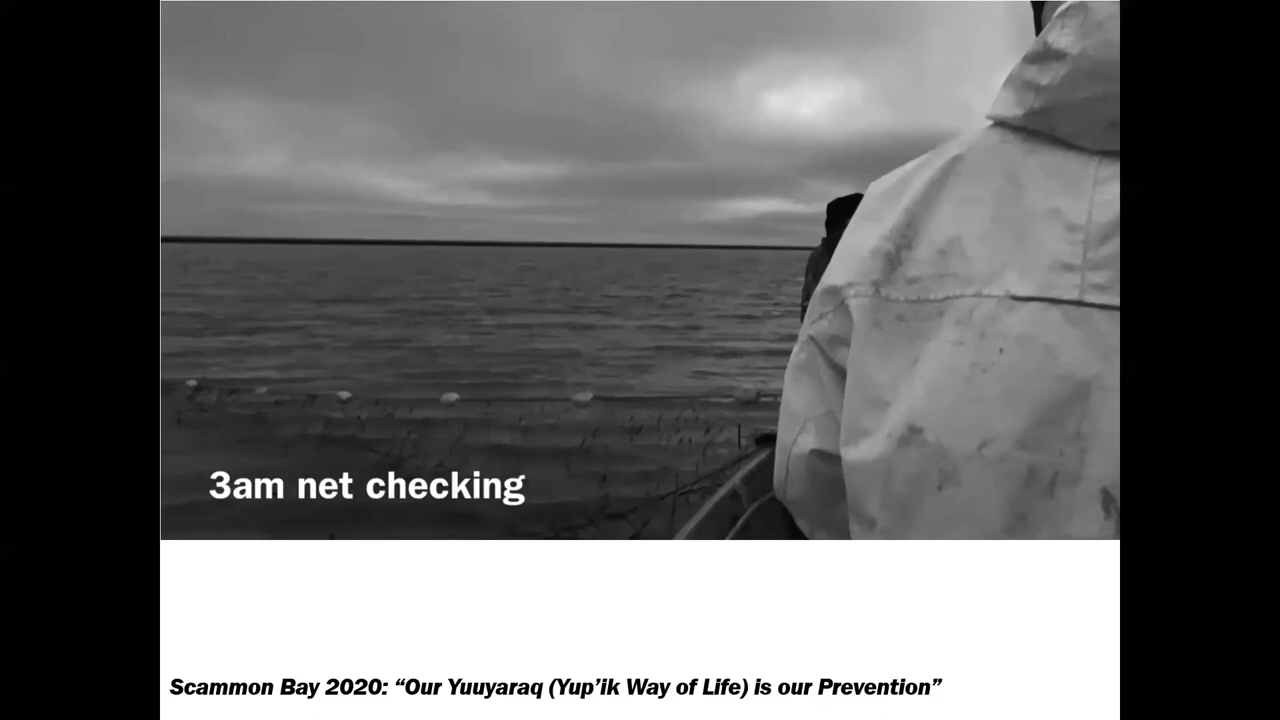 3am net checking
Scammon Bay 2020: “Our Yuuyaraq (Yup’ik Way of Life) is our Prevention”